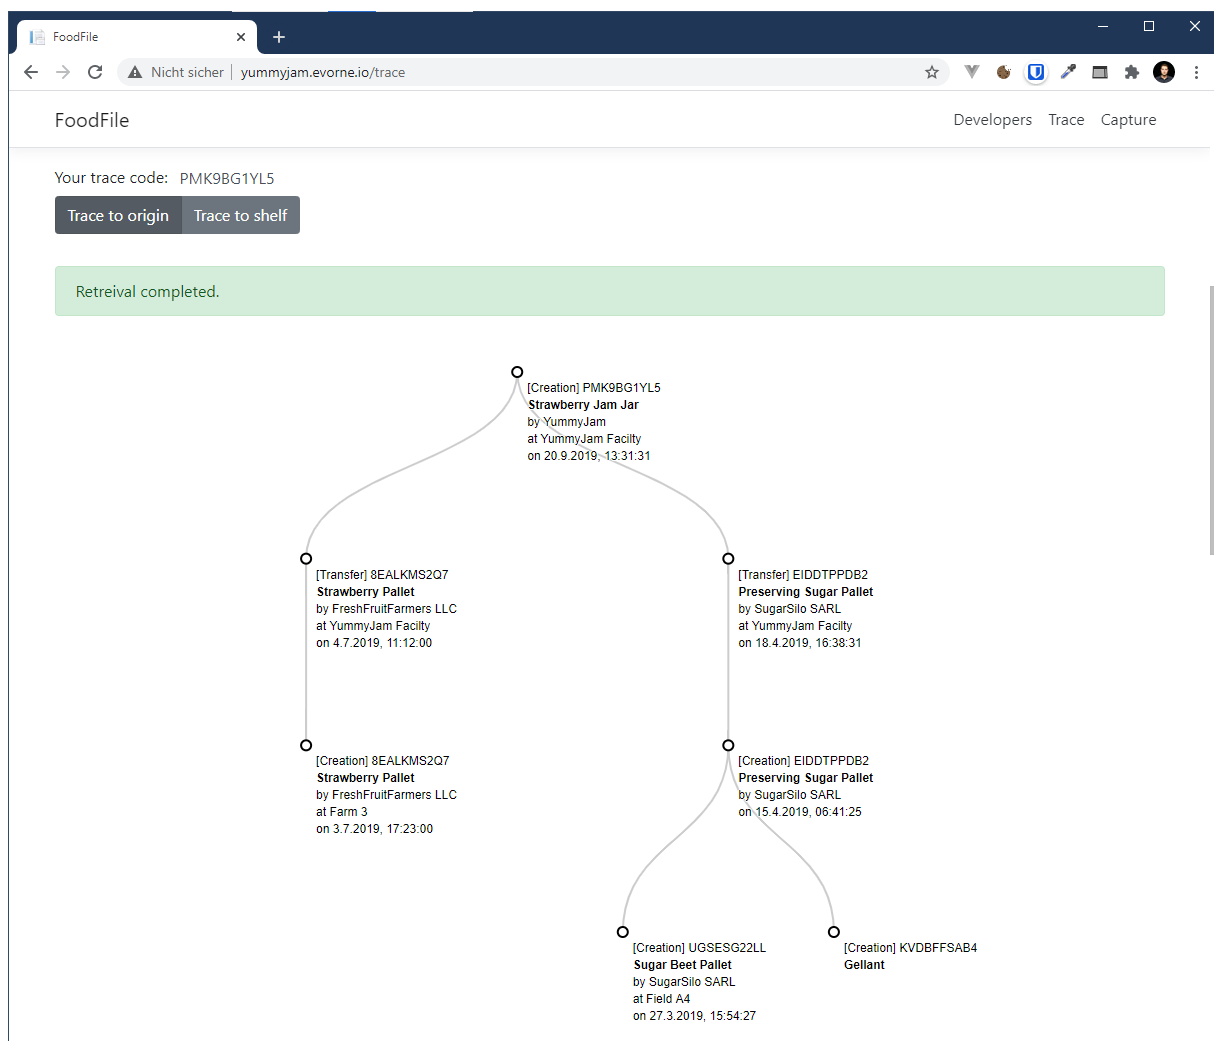 FoodFile
Nicht sicher yummyjam.evorne.io/trace
FoodFile
Developers Trace Capture
Your trace code: PMK9BG1YL5
Trace to origin Trace to shelf
Retreival completed.
[Creation] PMK9BG1YL5
Strawberry Jam Jar
by YummyJam
at YummyJam Facilty
on 20.9.2019, 13:31:31
[Transfer] 8EALKMS2Q7
Strawberry Pallet
by FreshFruitFarmers LLC
at YummyJam Facilty
on 4.7.2019, 11:12:00
[Transfer] EIDDTPPDB2
Preserving Sugar Pallet
by SugarSilo SARL
at YummyJam Facilty
on 18.4.2019, 16:38:31
[Creation] 8EALKMS2Q7
Strawberry Pallet
by FreshFruitFarmers LLC
at Farm 3
on 3.7.2019, 17:23:00
[Creation] EIDDTPPDB2
Preserving Sugar Pallet
by SugarSilo SARL
on 15.4.2019, 06:41:25
[Creation] UGSESG22LL
Sugar Beet Pallet
by SugarSilo SARL
at Field A4
on 27.3.2019, 15:54:27
[Creation] KVDBFFSAB4
Gellant